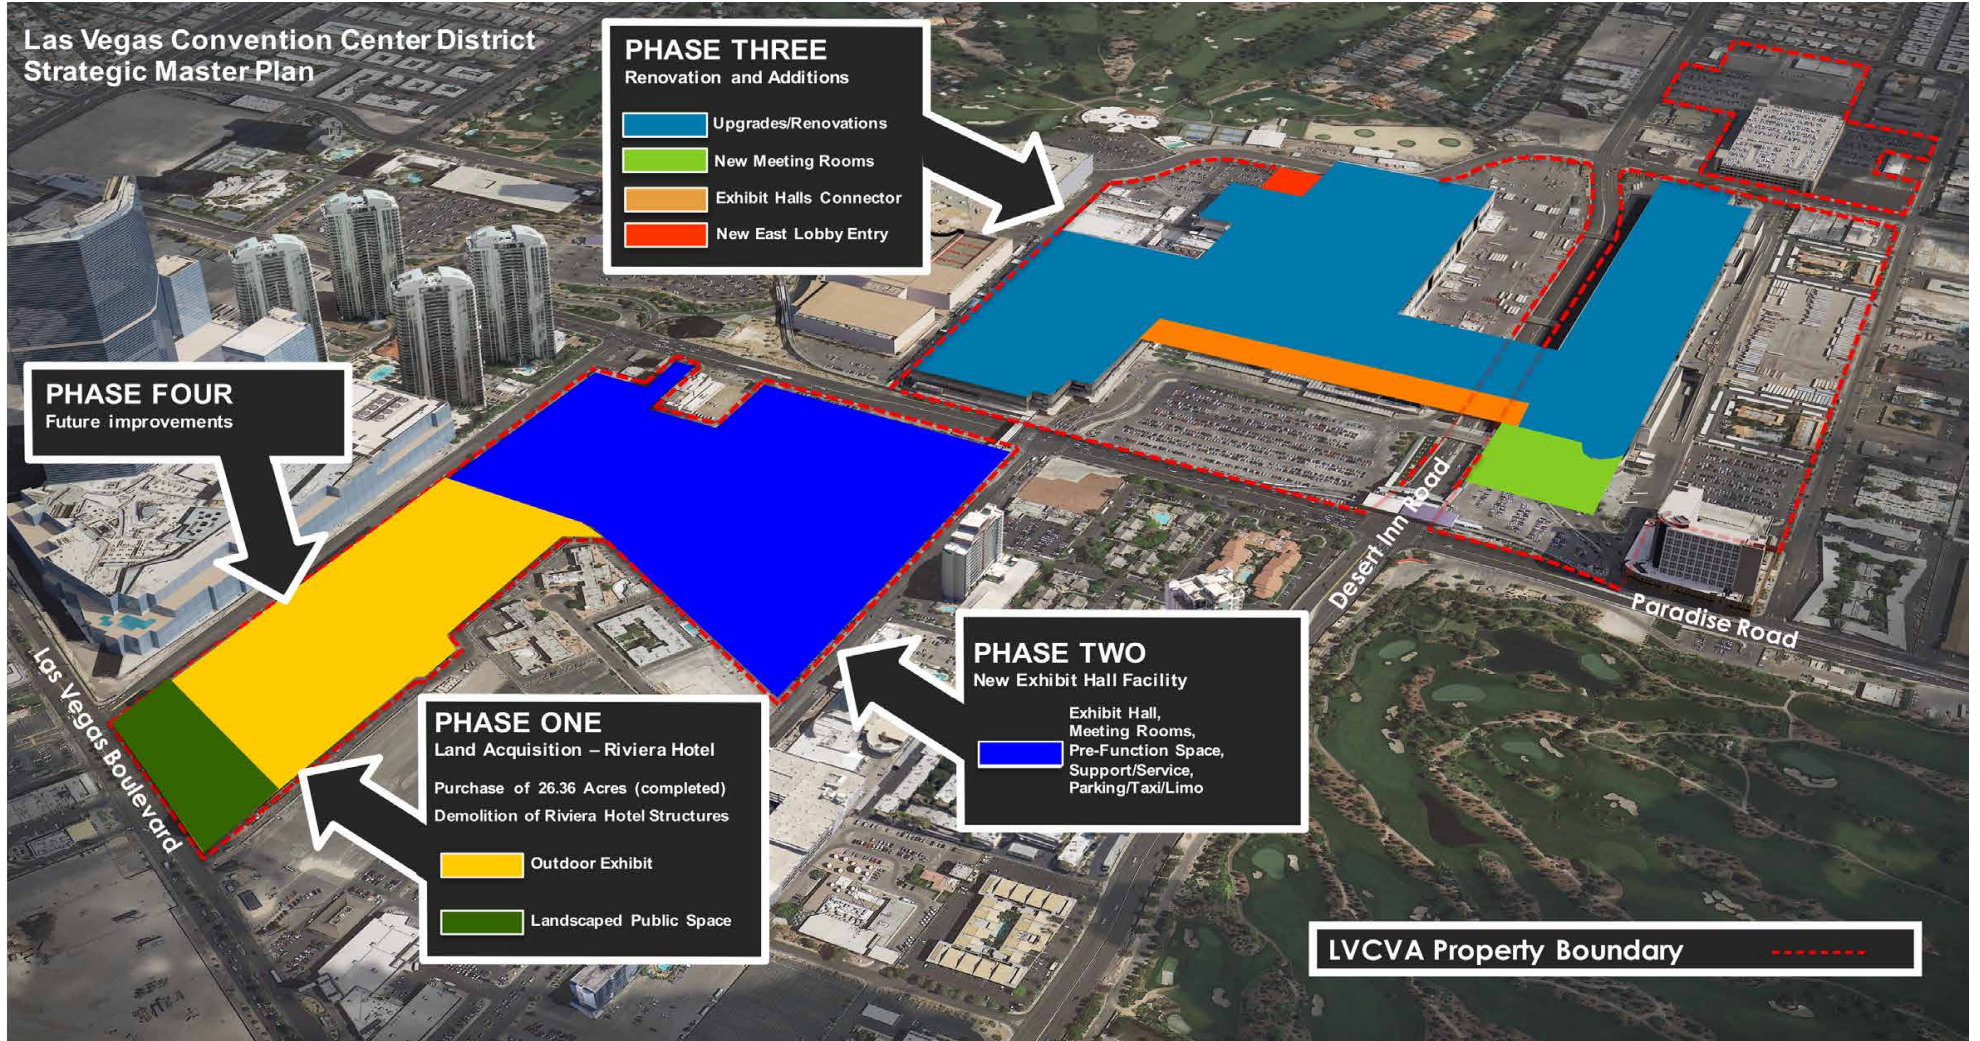 Las Vegas Convention Center District
Strategic Master Plan
PHASE THREE
Renovation and Additions
Upgrades/Renovations
New Meeting Rooms
Exhibit Halls Connector
New East Lobby Entry
PHASE FOUR
Future improvements
PHASE ONE
Land Acquisition – Riviera Hotel
Purchase of 26.36 Acres (completed)
Demolition of Riviera Hotel Structures
Outdoor Exhibit
Landscaped Public Space
PHASE TWO
New Exhibit Hall Facility
Exhibit Hall,
Meeting Rooms,
Pre-Function Space,
Support/Service,
Parking/Taxi/Limo
Las Vegas Boulevard
Desert Inn Road
Paradise Road
LVCVA Property Boundary